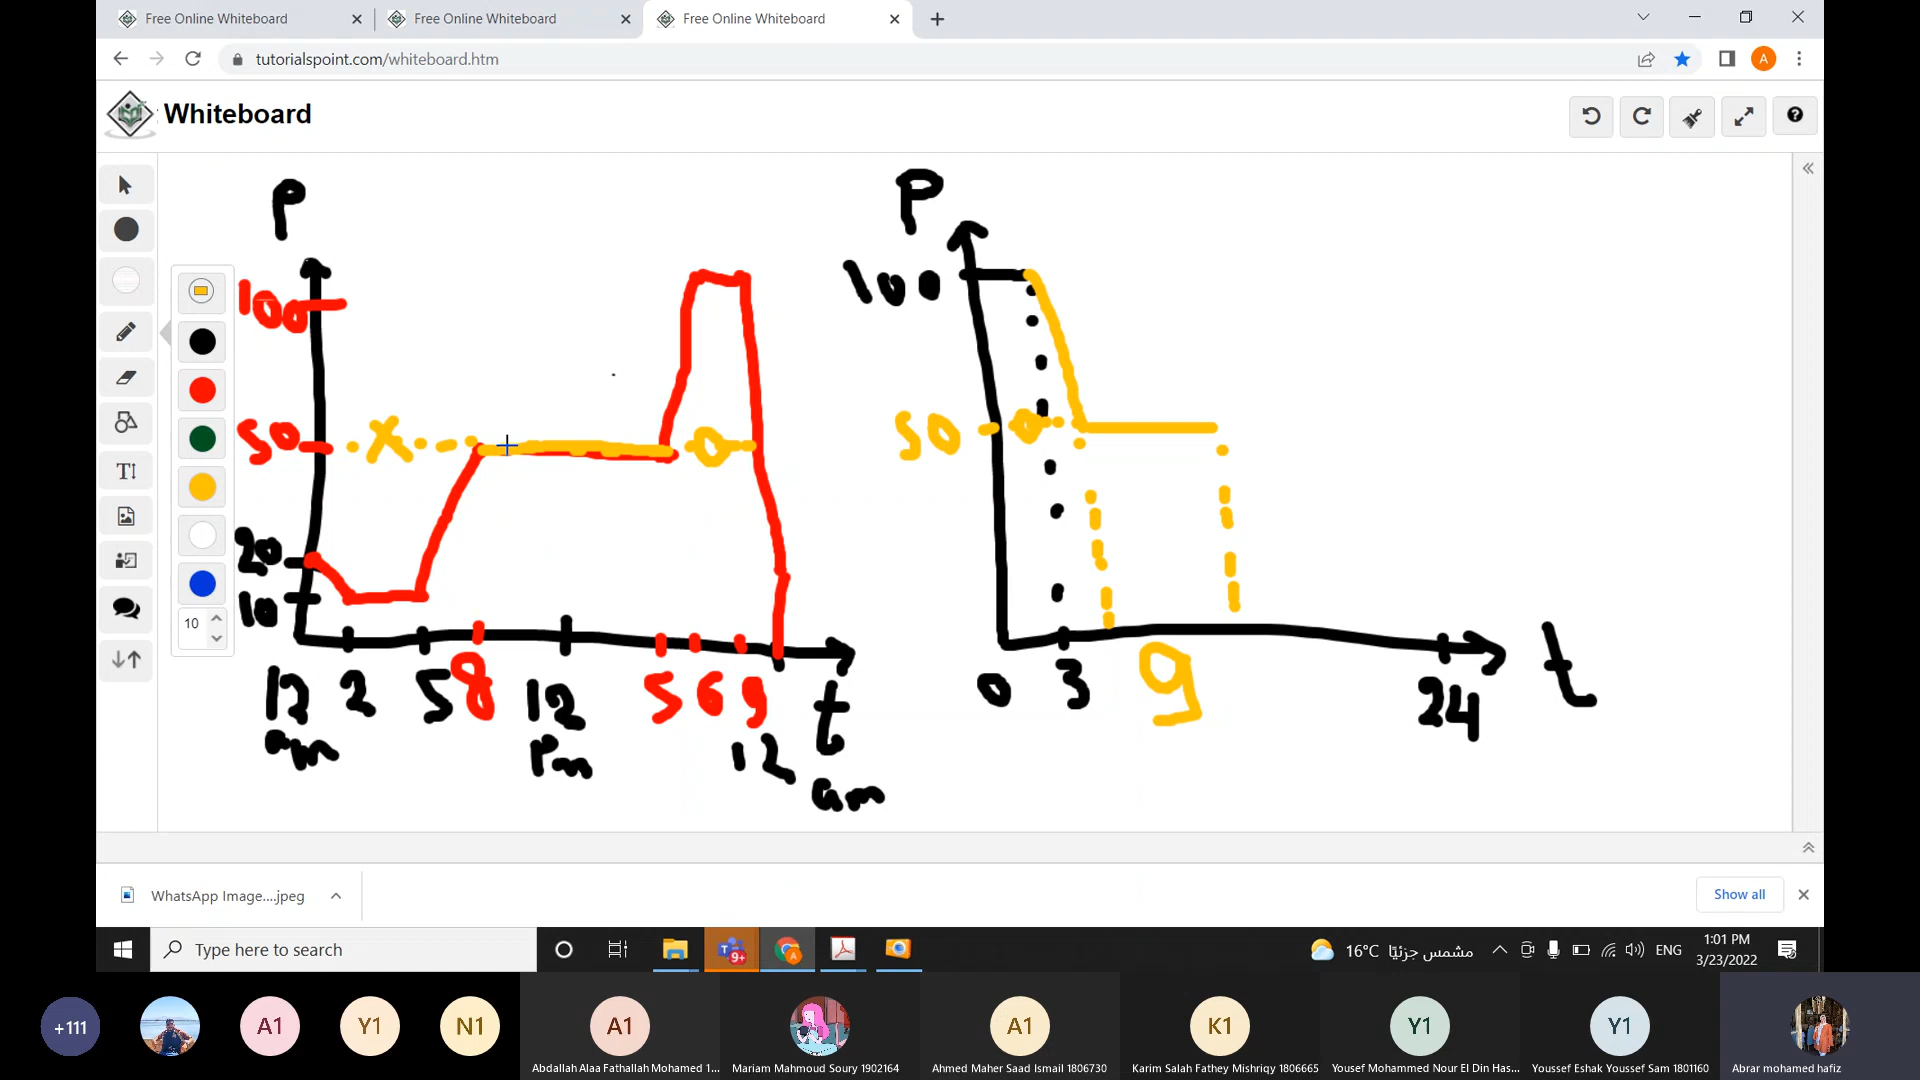 Free Online Whiteboard
Free Online Whiteboard
Free Online Whiteboard
tutorialspoint.com/whiteboard.htm
A
Whiteboard
10
P
100
50
20
10
x
0
12 2 5 8 12 5 6 9 t
am
Pm
12
am
P
100
50
0
0 3 9 24 t
WhatsApp Image....jpeg
Show all
Type here to search
9+
16°C مشمس جزئيًا
ENG
1:01 PM
3/23/2022
+111
A1
Y1
N1
A1
Abdallah Alaa Fathallah Mohamed 1...
Mariam Mahmoud Soury 1902164
A1
Ahmed Maher Saad Ismail 1806730
K1
Karim Salah Fathey Mishriqy 1806665
Y1
Yousef Mohammed Nour El Din Has...
Y1
Youssef Eshak Youssef Sam 1801160
Abrar mohamed hafiz